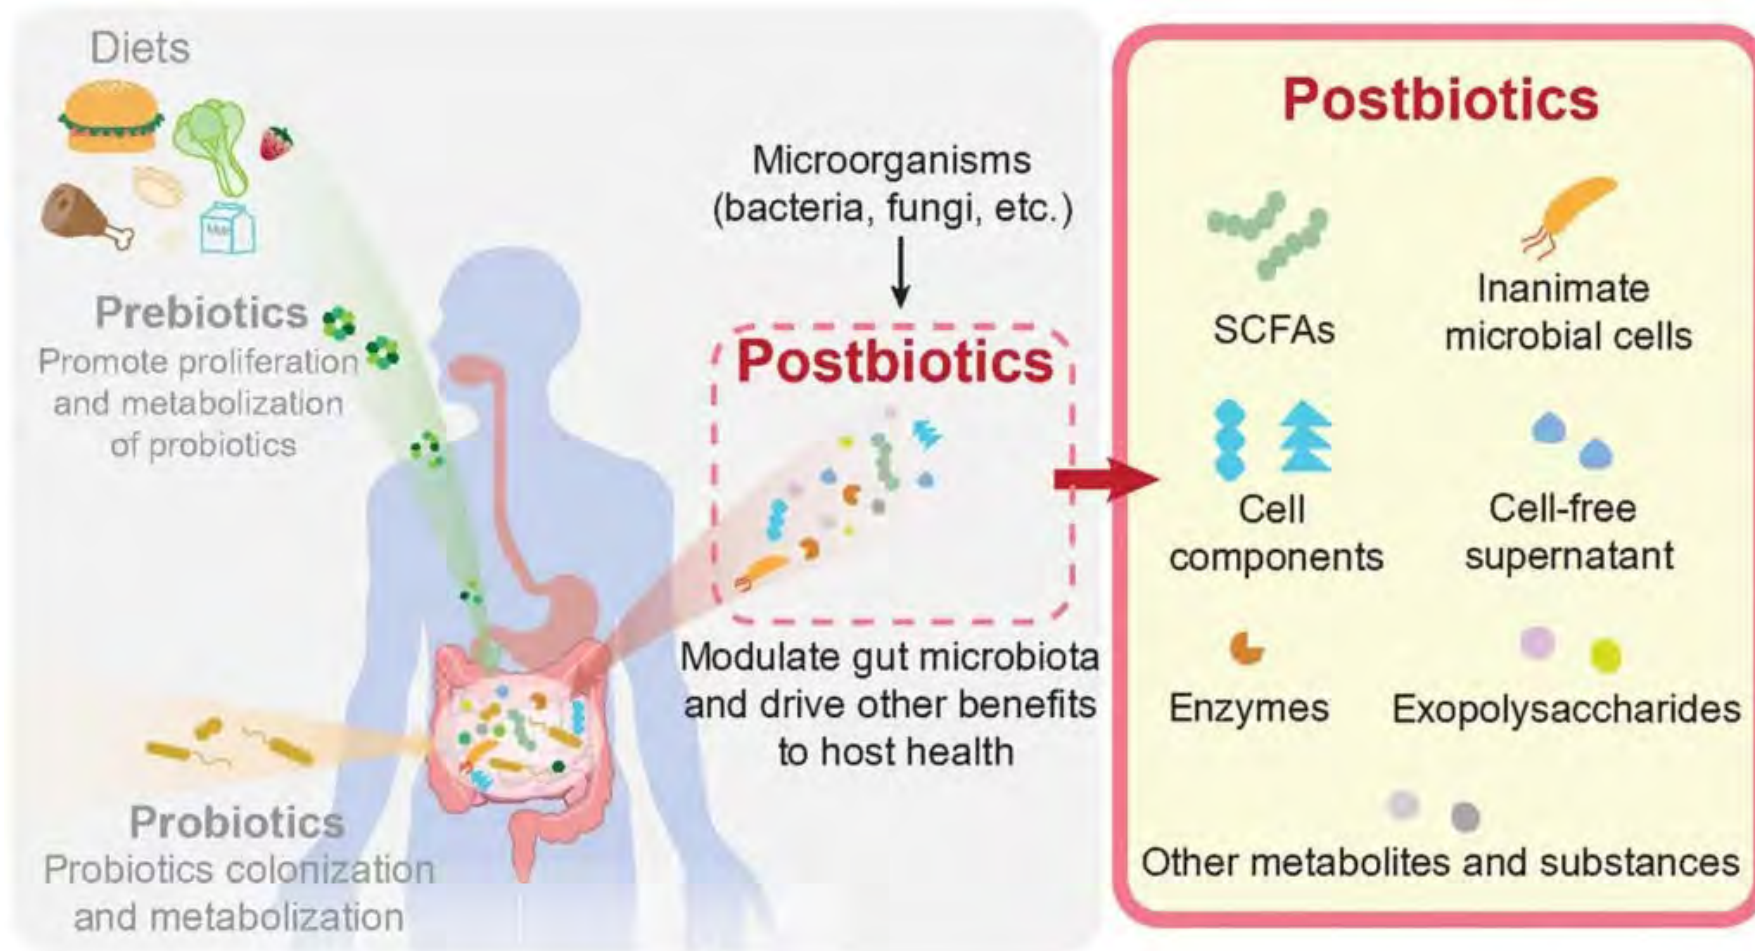 Diets
Prebiotics
Promote proliferation
and metabolization
of probiotics
Probiotics
Probiotics colonization
and metabolization
Microorganisms
(bacteria, fungi, etc.)
Postbiotics
Modulate gut microbiota
and drive other benefits
to host health
Postbiotics
SCFAs
Inanimate
microbial cells
Cell
components
Cell-free
supernatant
Enzymes
Exopolysaccharides
Other metabolites and substances